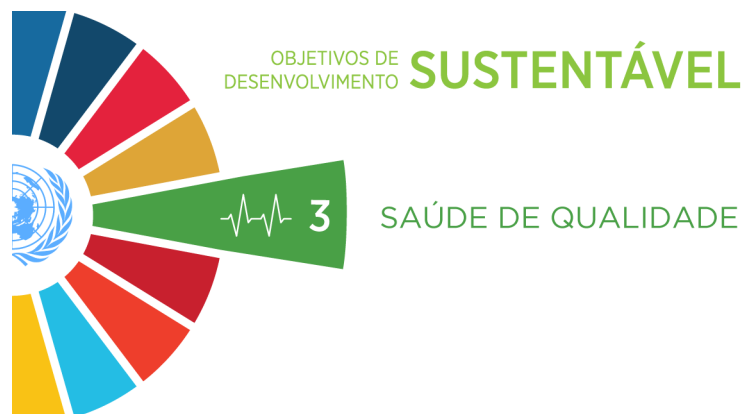 OBJETIVOS DE
DESENVOLVIMENTO SUSTENTÁVEL
3 SAÚDE DE QUALIDADE